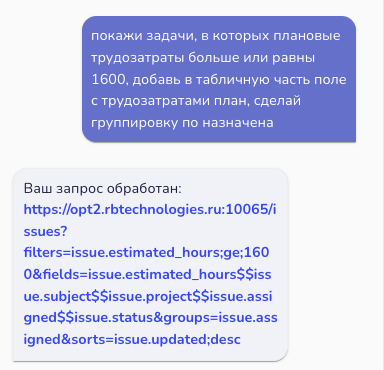 покажи задачи, в которых плановые
трудозатраты больше или равны
1600, добавь в табличную часть поле
с трудозатратами план, сделай
группировку по назначена
Ваш запрос обработан:
https://opt2.rbtechnologies.ru:10065/i
ssues?
filters=issue.estimated_hours;ge;160
0&fields=issue.estimated_hours$$iss
ue.subject$$issue.project$$issue.assi
gned$$issue.status&groups=issue.ass
igned&sorts=issue.updated;desc